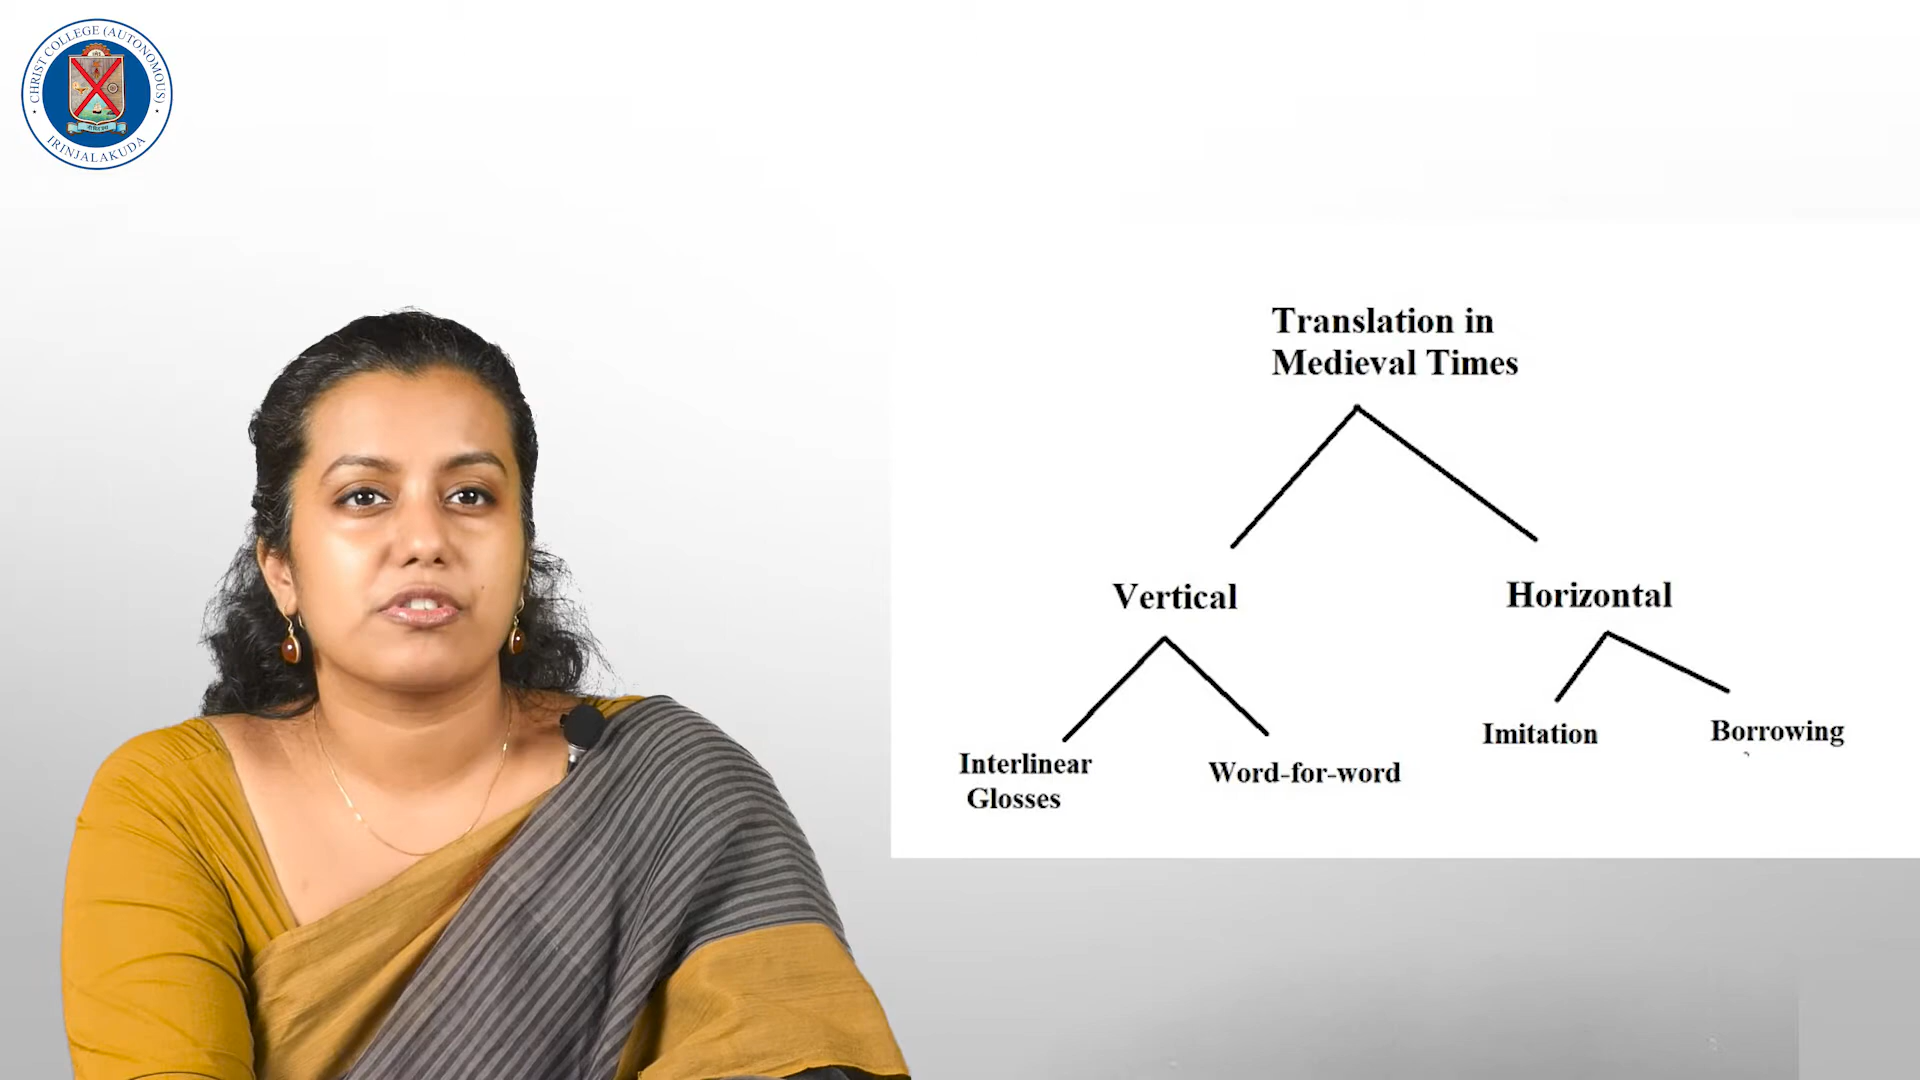 CHRIST COLLEGE (AUTONOMOUS)
IRINJALAKUDA
Translation in
Medieval Times
Vertical
Horizontal
Interlinear
Glosses
Word-for-word
Imitation
Borrowing